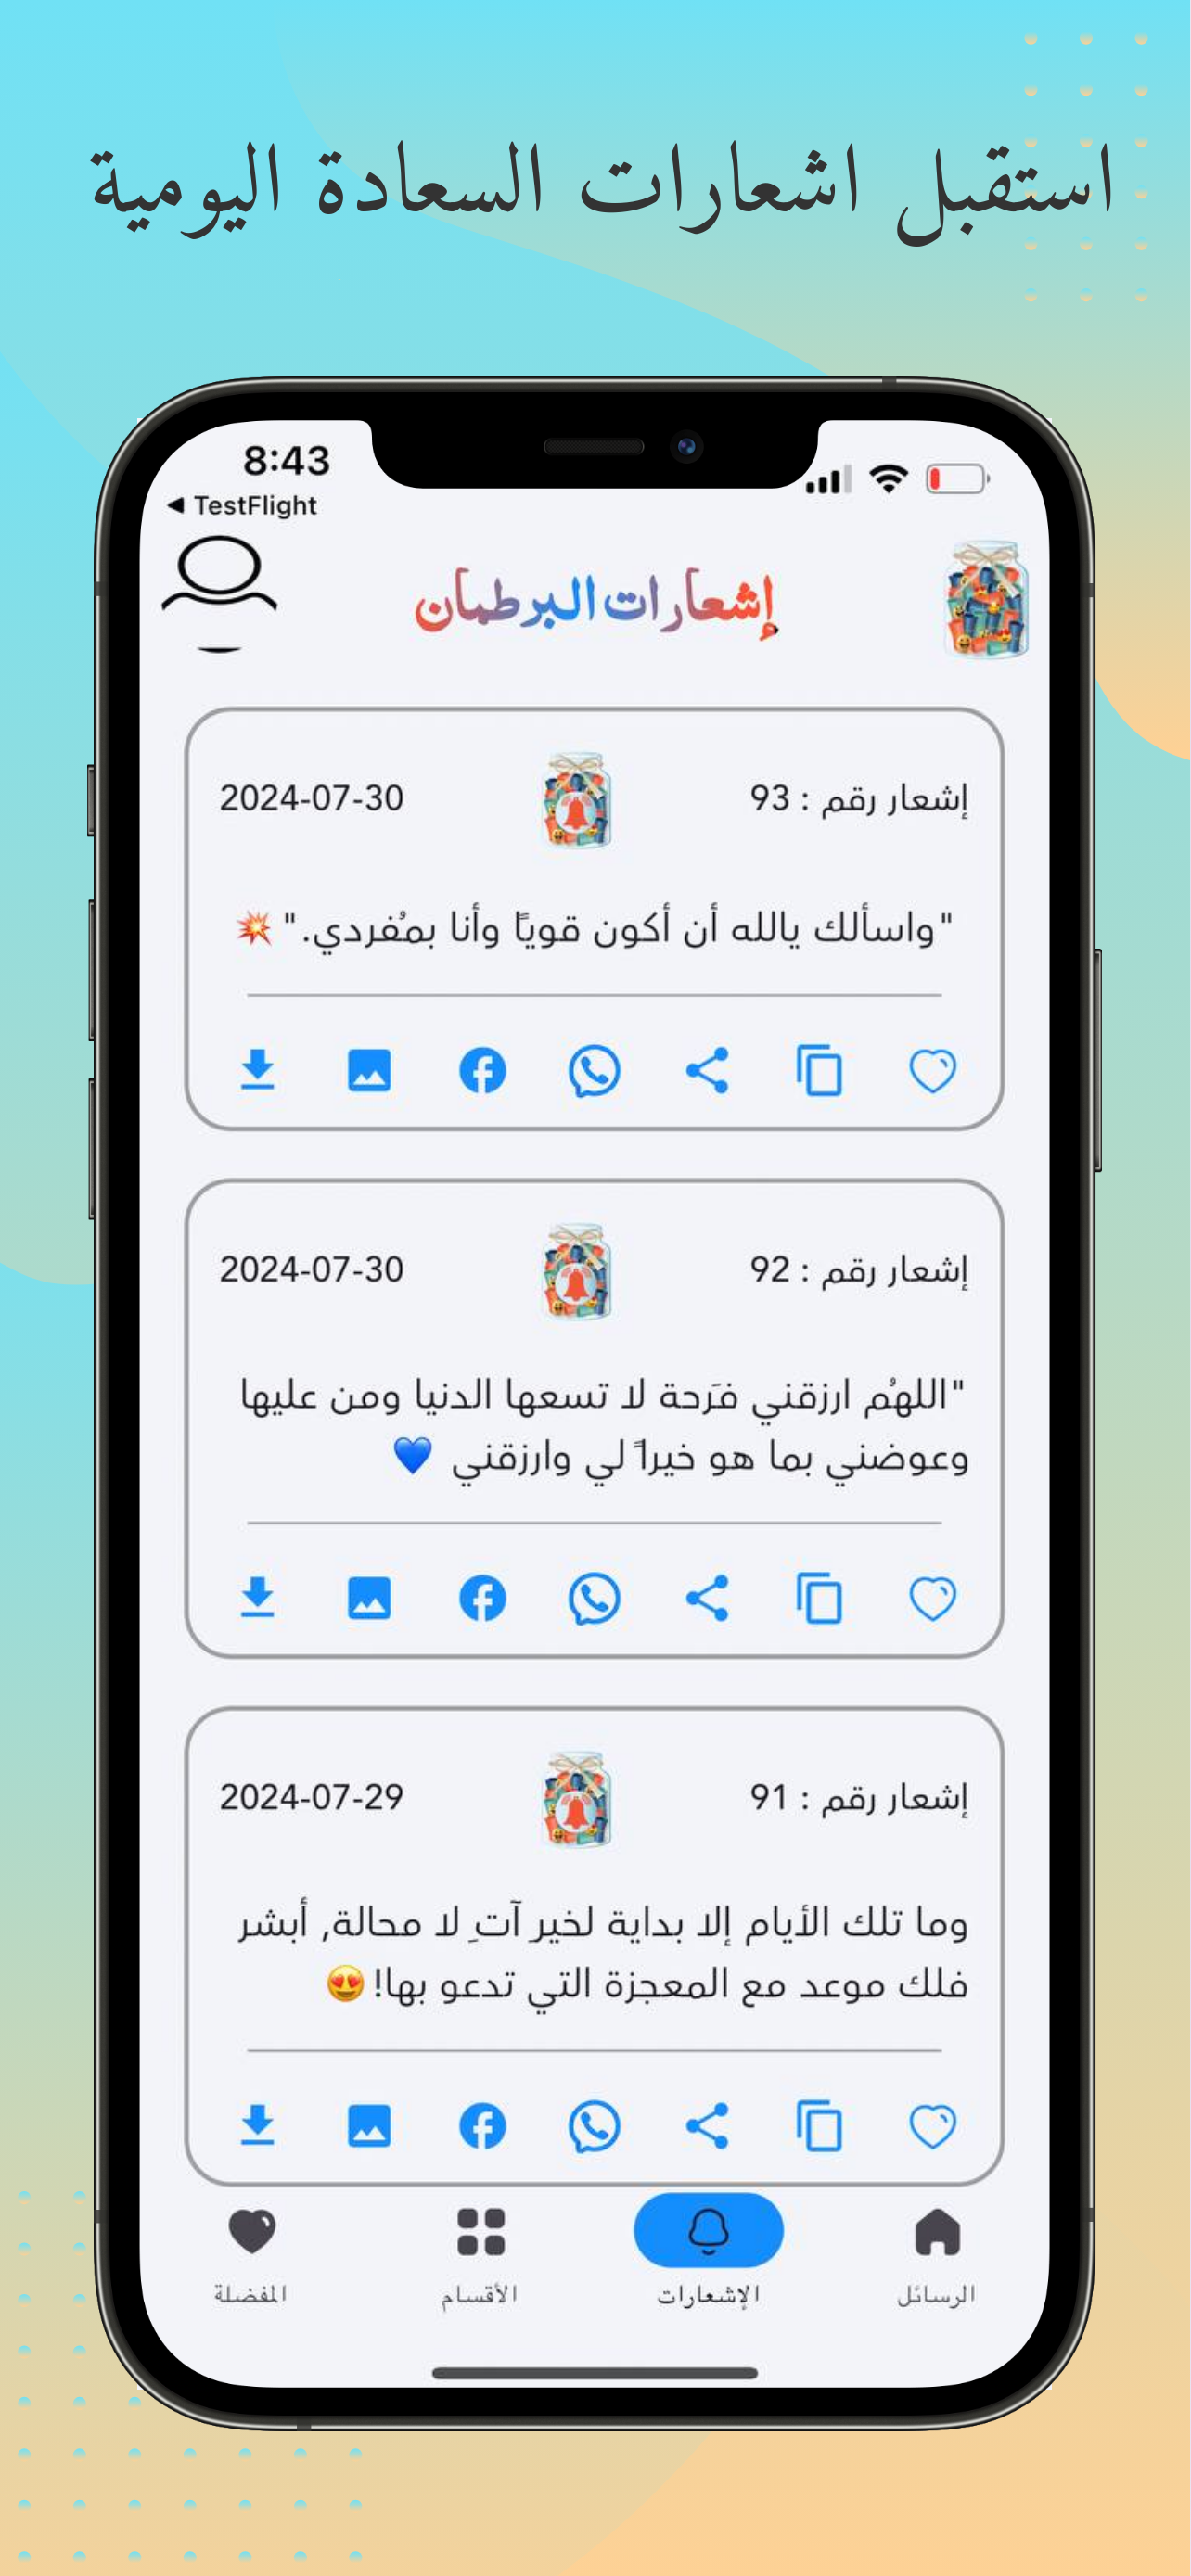 استقبل اشعارات السعادة اليومية
8:43
◀ TestFlight
إشعارات البرطمان
إشعار رقم : 93
2024-07-30
"واسألك يالله أن أكون قوياً وأنا بمُفردي." 💥
إشعار رقم : 92
2024-07-30
"اللهُم ارزقني فرَحة لا تسعها الدنيا ومن عليها
وعوضني بما هو خيراً لي وارزقني 💙
إشعار رقم : 91
2024-07-29
وما تلك الأيام إلا بداية لخير آتِ لا محالة, أبشر
فلك موعد مع المعجزة التي تدعو بها! 😍
الرسائل
الإشعارات
الأقسام
المفضلة